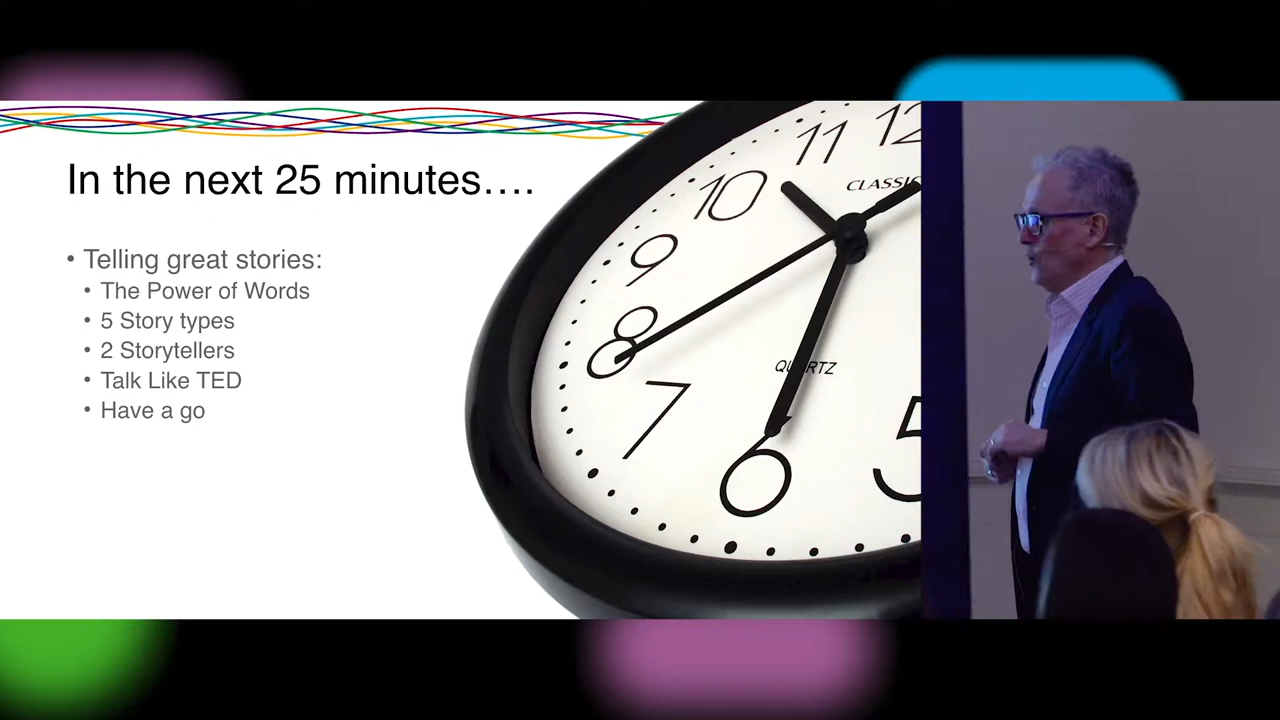 In the next 25 minutes….
• Telling great stories:
• The Power of Words
• 5 Story types
• 2 Storytellers
• Talk Like TED
• Have a go
11 12
10
9
8
7
6
5
CLASSIC
QUARTZ